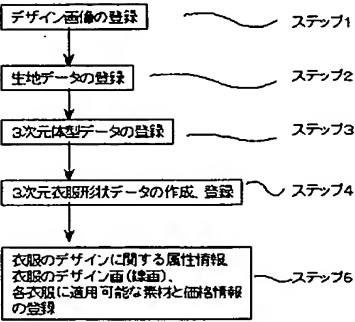 デザイン画像の登録
ステップ1
生地データの登録
ステップ2
3次元体型データの登録
ステップ3
3次元衣服形状データの作成、登録
ステップ4
衣服のデザインに関する属性情報
衣服のデザイン画(線画)、
各衣服に適用可能な素材と価格情報
の登録
ステップ5